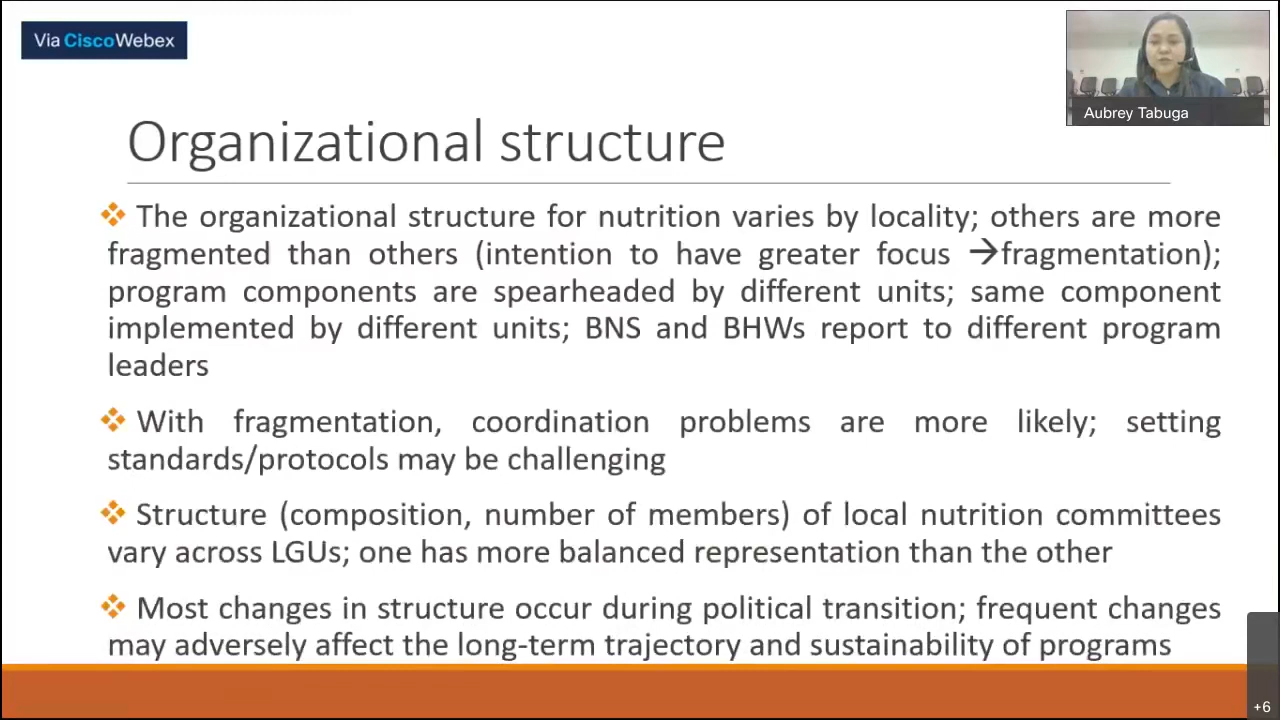 Via CiscoWebex
Aubrey Tabuga
Organizational structure
❖ The organizational structure for nutrition varies by locality; others are more
fragmented than others (intention to have greater focus →fragmentation);
program components are spearheaded by different units; same component
implemented by different units; BNS and BHWs report to different program
leaders
❖ With fragmentation, coordination problems are more likely; setting
standards/protocols may be challenging
❖ Structure (composition, number of members) of local nutrition committees
vary across LGUs; one has more balanced representation than the other
❖ Most changes in structure occur during political transition; frequent changes
may adversely affect the long-term trajectory and sustainability of programs
+6